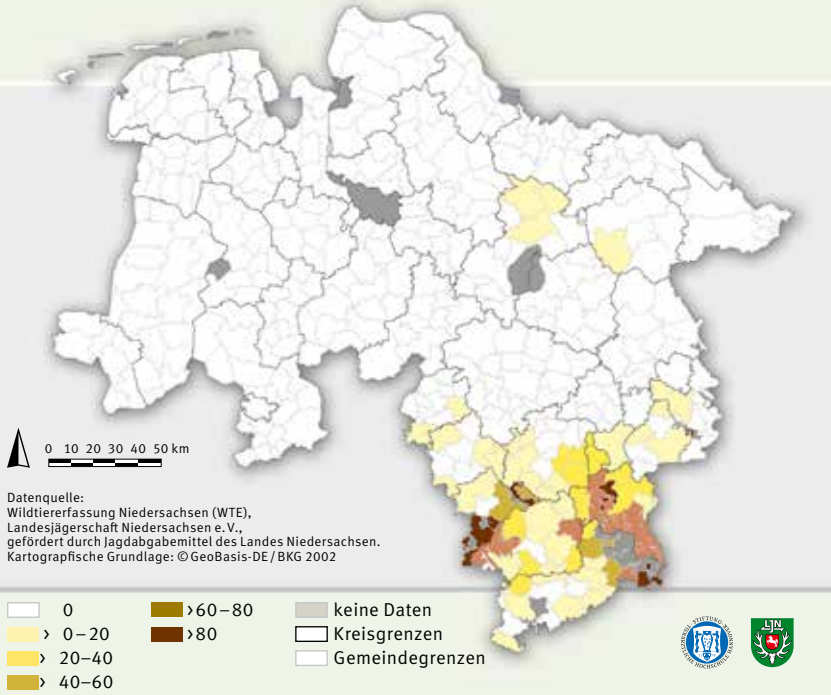 0 10 20 30 40 50 km
Datenquelle:
Wildtiererfassung Niedersachsen (WTE),
Landesjägerschaft Niedersachsen e. V.,
gefördert durch Jagdabgabemittel des Landes Niedersachsen.
Kartografische Grundlage: © GeoBasis-DE / BKG 2002
0
> 0–20
> 20–40
> 40–60
>60–80
>80
keine Daten
Kreisgrenzen
Gemeindegrenzen
LJN